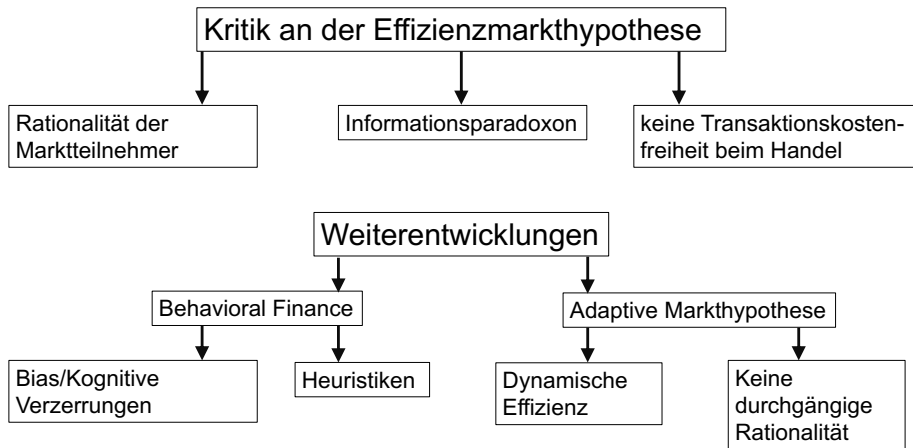 Kritik an der Effizienzmarkthypothese
Rationalität der
Marktteilnehmer
Informationsparadoxon
keine Transaktionskosten-
freiheit beim Handel
Weiterentwicklungen
Behavioral Finance
Adaptive Markthypothese
Bias/Kognitive
Verzerrungen
Heuristiken
Dynamische
Effizienz
Keine
durchgängige
Rationalität